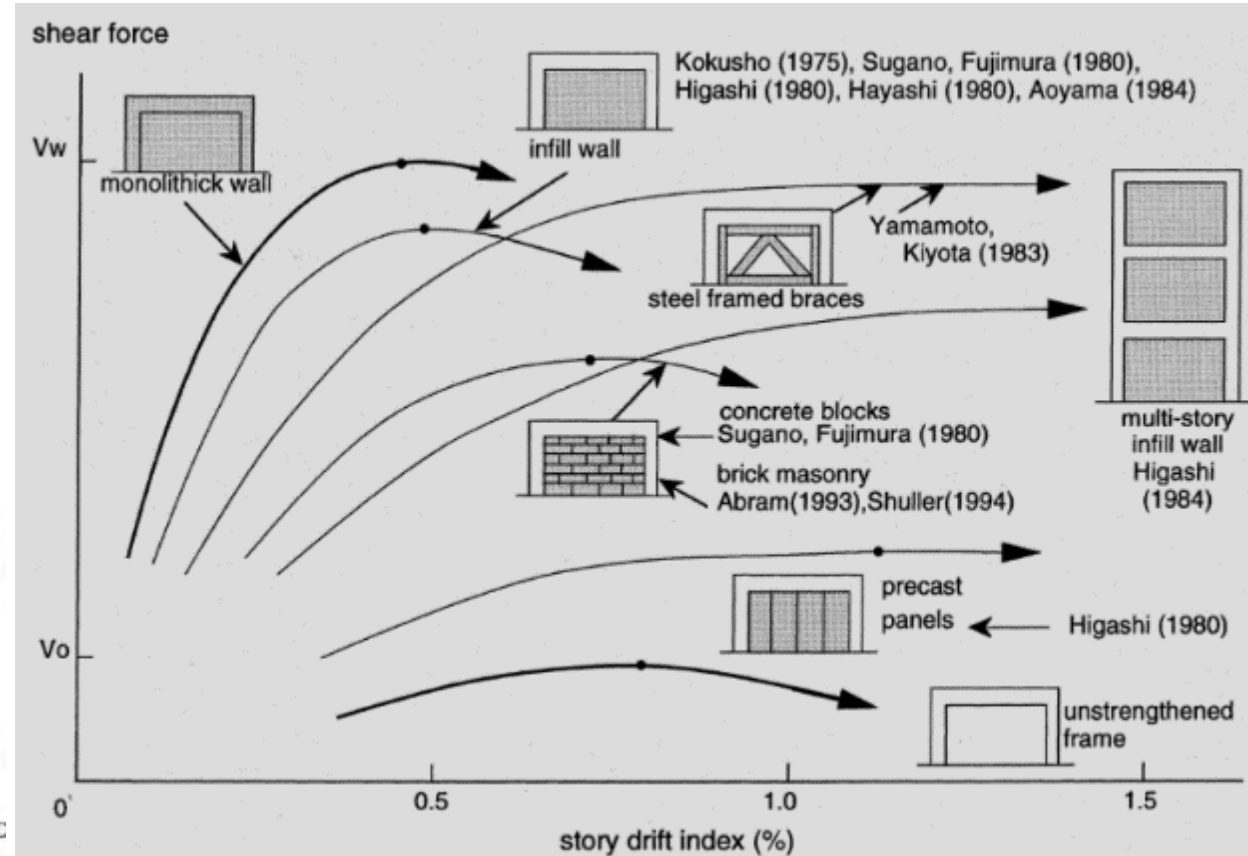 shear force
Vw
monolithick wall
infill wall
Kokusho (1975), Sugano, Fujimura (1980),
Higashi (1980), Hayashi (1980), Aoyama (1984)
steel framed braces
Yamamoto,
Kiyota (1983)
concrete blocks
Sugano, Fujimura (1980)
brick masonry
Abram(1993),Shuller(1994)
multi-story
infill wall
Higashi
(1984)
precast
panels
Higashi (1980)
Vo
unstrengthened
frame
0
0.5
1.0
1.5
story drift index (%)